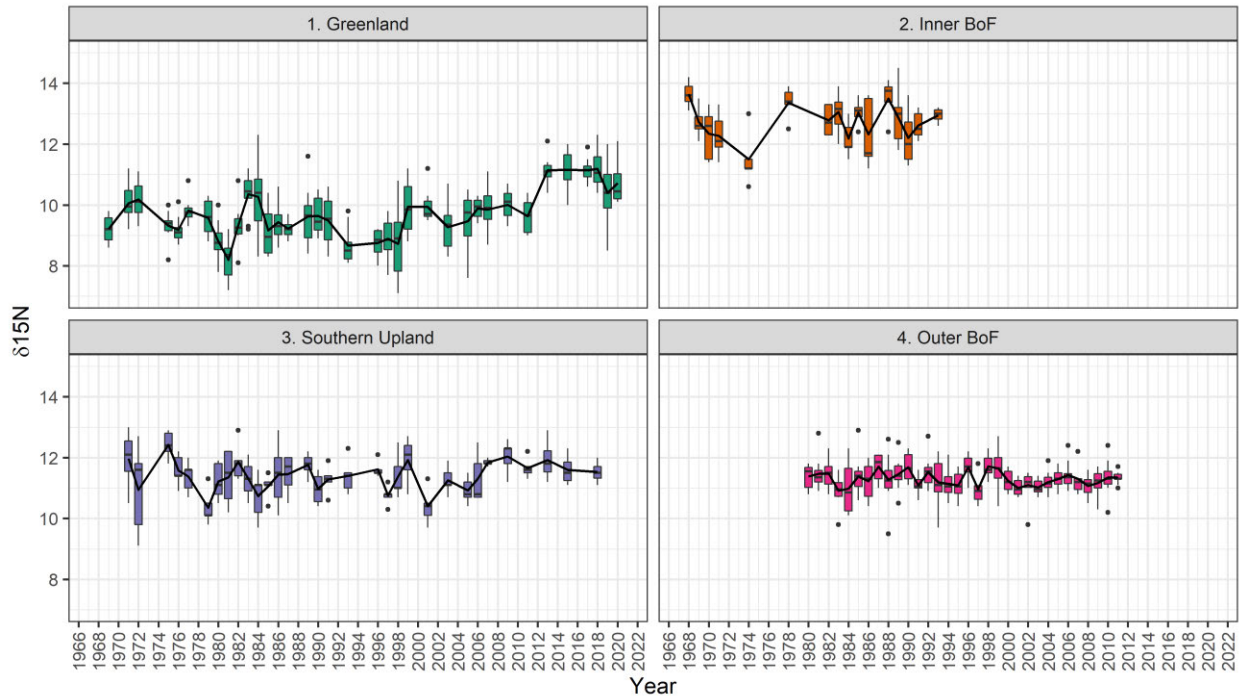 1. Greenland
2. Inner BoF
14
12
10
8
3. Southern Upland
4. Outer BoF
14
12
10
8
δ15N
1966 1968 1970 1972 1974 1976 1978 1980 1982 1984 1986 1988 1990 1992 1994 1996 1998 2000 2002 2004 2006 2008 2010 2012 2014 2016 2018 2020 2022
1966 1968 1970 1972 1974 1976 1978 1980 1982 1984 1986 1988 1990 1992 1994 1996 1998 2000 2002 2004 2006 2008 2010 2012 2014 2016 2018 2020 2022
Year